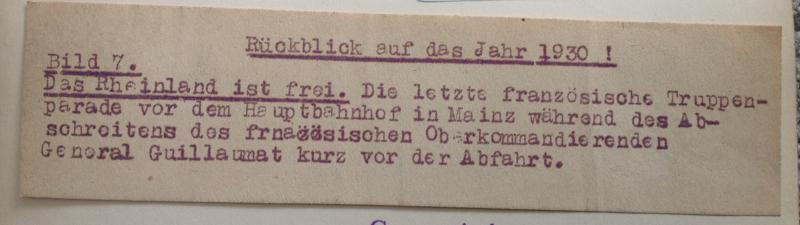 Rückblick auf das Jahr 1930 !
Bild 7.
Das Rheinland ist frei. Die letzte französische Truppen-
parade vor dem Hauptbahnhof in Mainz während des Ab-
schreitens des frnaäösischen Oberkommandierenden
General Guillaumat kurz vor der Abfahrt.